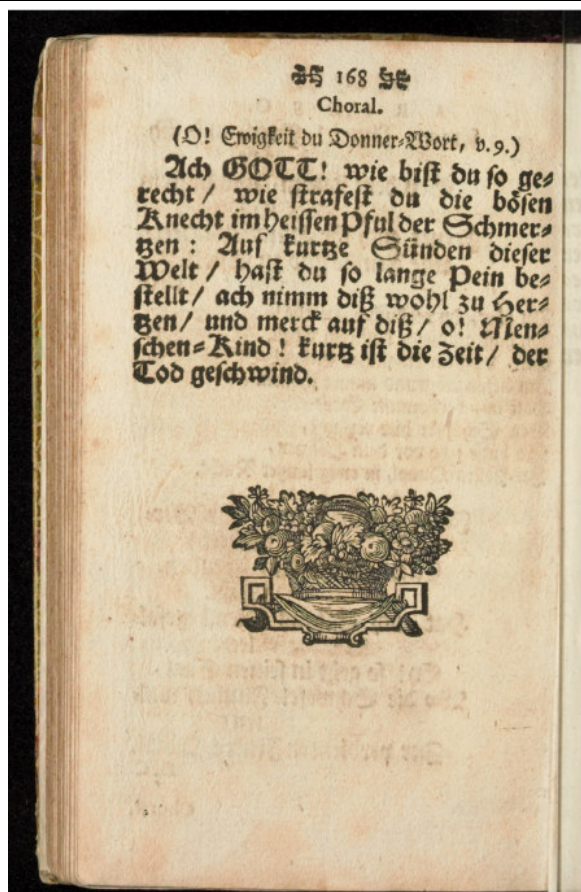 168
Choral.
(O! Ewigkeit du Donner-Wort, v. 9.)
Ach GOTT! wie bist du so ge-
recht / wie strafest du die bösen
Knecht im heissen Pful der Schmer-
tzen : Auf kurtze Sünden dieser
Welt / hast du so lange Pein be-
stellt / ach nimm diß wohl zu Her-
tzen / und merck auf diß / o! Men-
schen-Kind ! kurtz ist die Zeit / der
Tod geschwind.